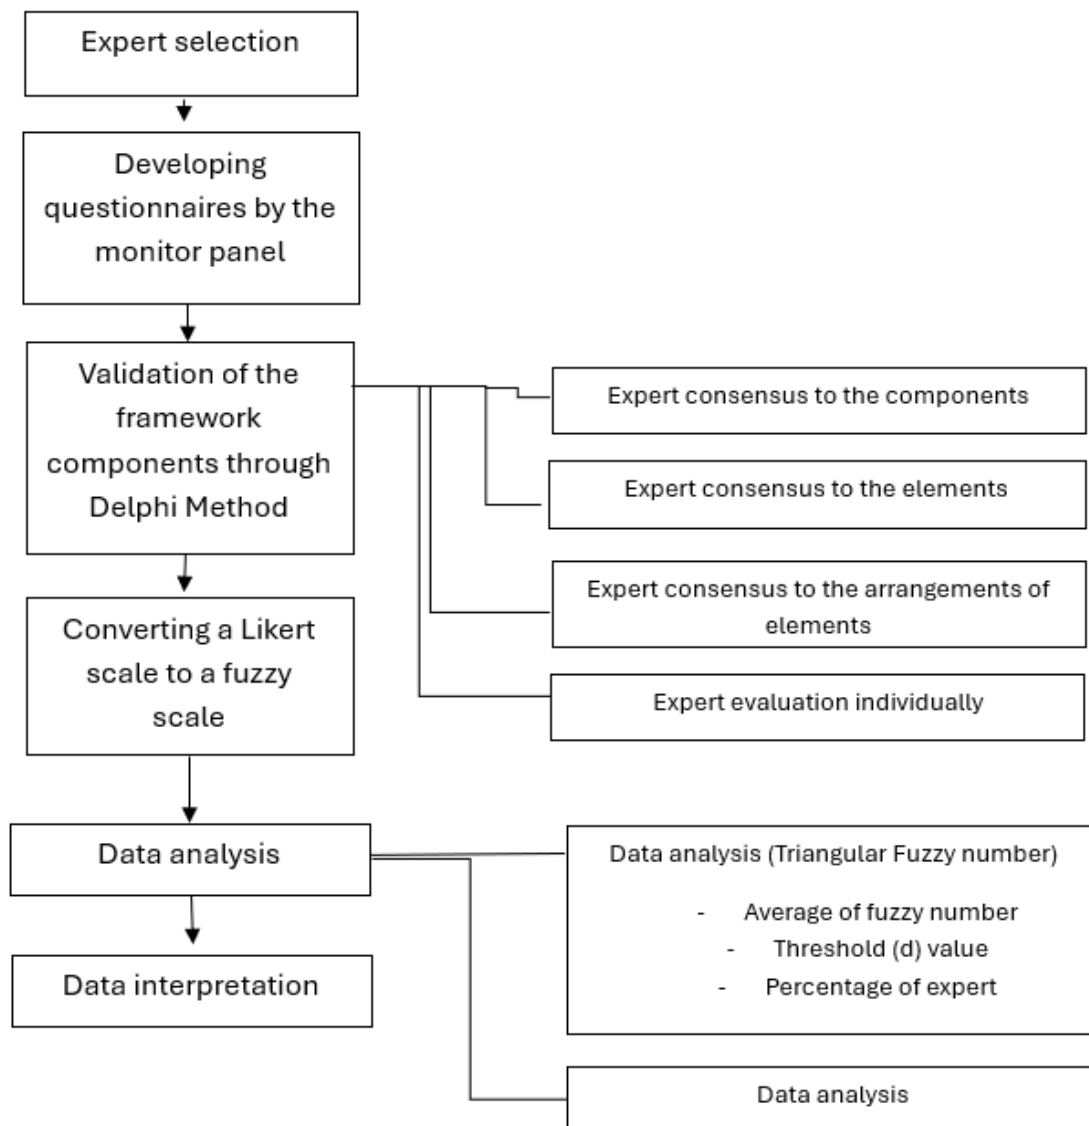 Expert selection
Developing
questionnaires by the
monitor panel
Validation of the
framework
components through
Delphi Method
Expert consensus to the components
Expert consensus to the elements
Expert consensus to the arrangements of
elements
Expert evaluation individually
Converting a Likert
scale to a fuzzy
scale
Data analysis
Data analysis (Triangular Fuzzy number)
- Average of fuzzy number
- Threshold (d) value
- Percentage of expert
Data analysis
Data interpretation